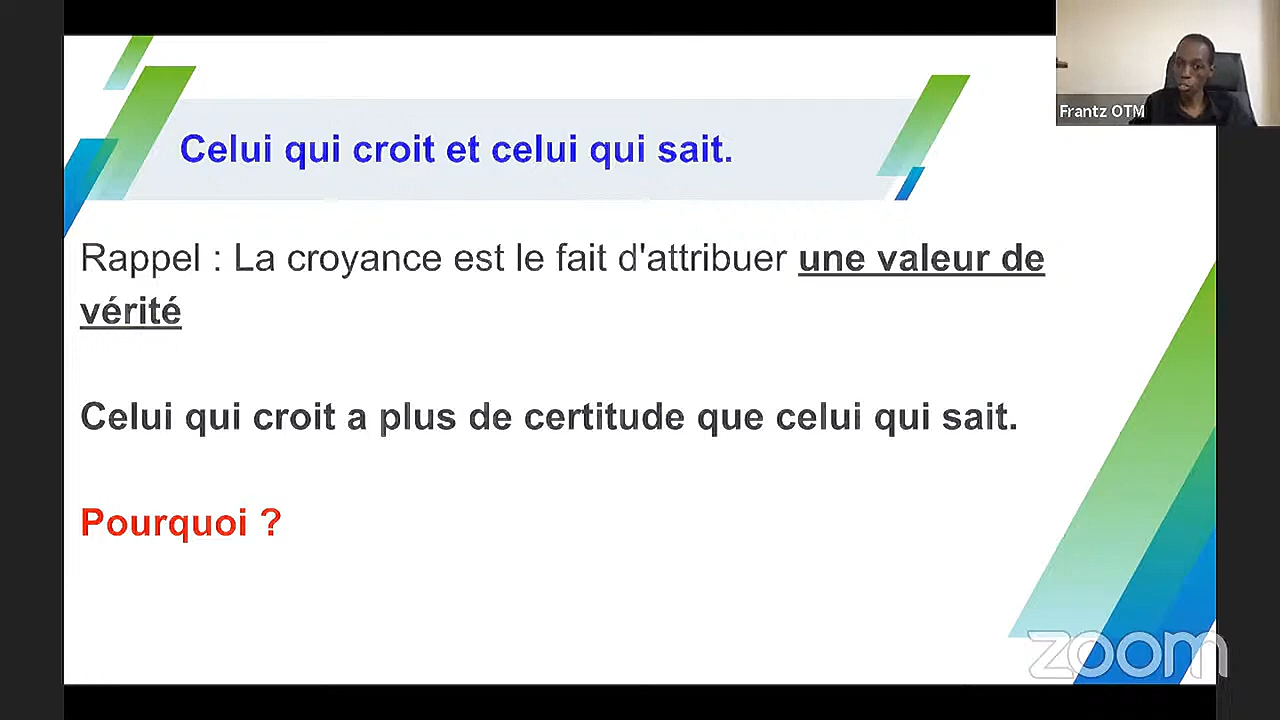 Frantz OTM
Celui qui croit et celui qui sait.
Rappel : La croyance est le fait d'attribuer une valeur de
vérité
Celui qui croit a plus de certitude que celui qui sait.
Pourquoi ?
zoom